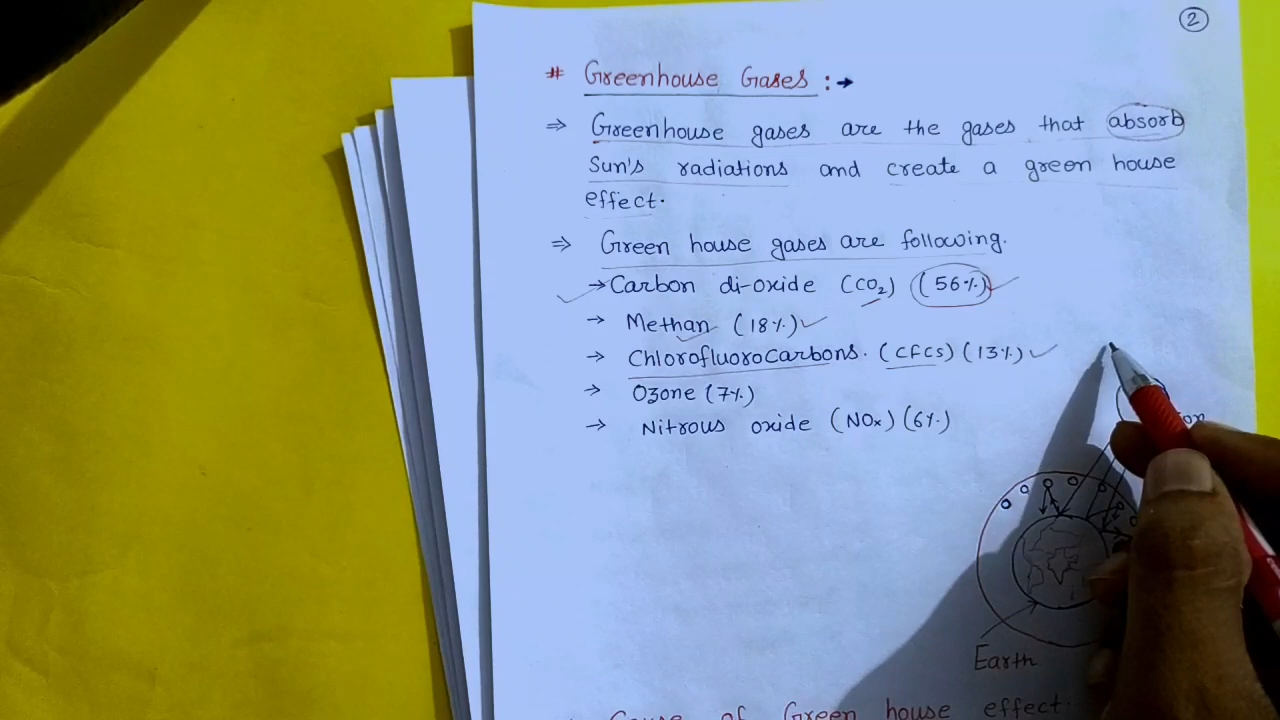 2
# Greenhouse Gases :→
⇒ Greenhouse gases are the gases that absorb
Sun's radiations and create a green house
effect.
⇒ Green house gases are following.
→ Carbon di-oxide (CO₂) (56%)
→ Methan (18%)
→ Chlorofluorocarbons. (CFCs) (13%)
→ Ozone (7%)
→ Nitrous oxide (NOx) (6%)
Earth
of Green house effect: